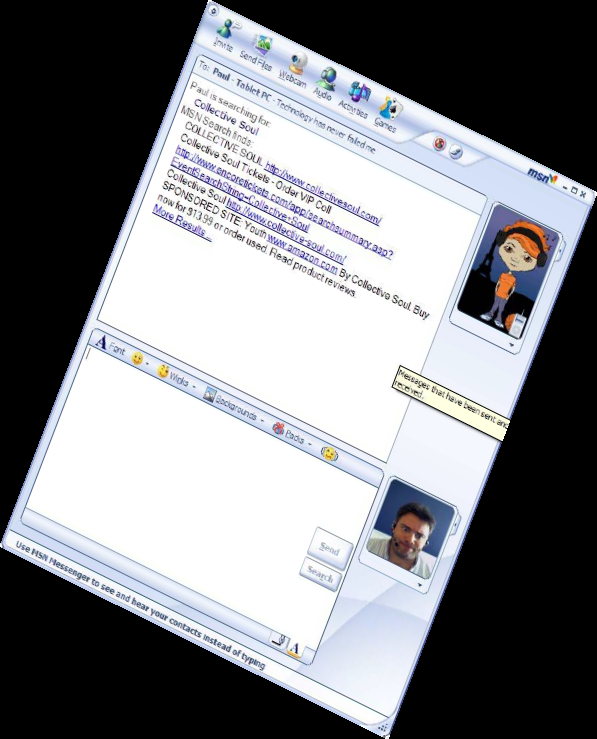 Invite Send Files Webcam Audio Activities Games
msn
To: Paul - Tablet PC - Technology has never failed me
Paul is searching for:
Collective Soul
MSN Search finds:
COLLECTIVE SOUL http://www.collectivesoul.com/
Collective Soul Tickets - Order VIP Coll
http://www.encoretickets.com/app/searchsummary.asp?
EventSearchString=Collective+Soul
Collective Soul http://www.collective-soul.com/
SPONSORED SITE: Youth www.amazon.com By Collective Soul. Buy
now for $13.99 or order used. Read product reviews.
More Results...
Messages that have been sent and
received.
A Font Winks Backgrounds Packs
Send
Search
A
Use MSN Messenger to see and hear your contacts instead of typing